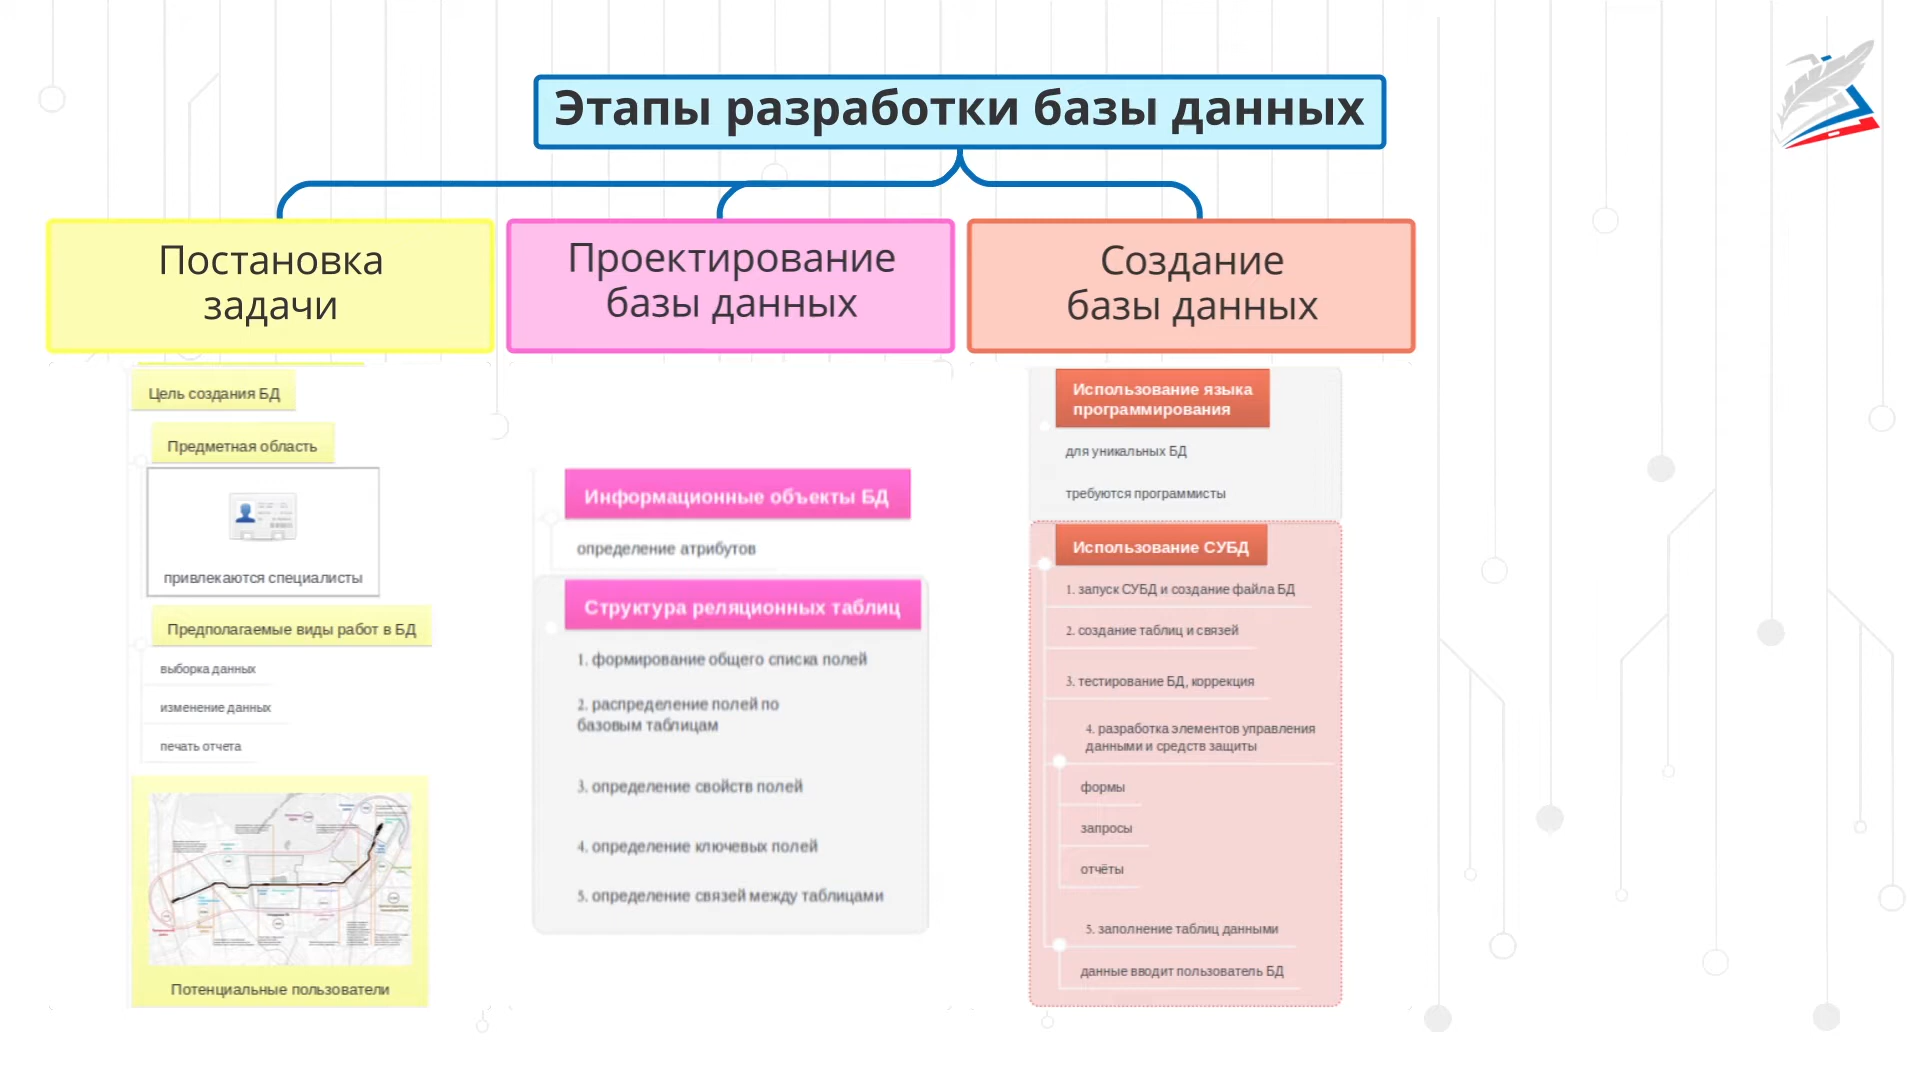 Этапы разработки базы данных
Постановка
задачи
Цель создания БД
Предметная область
привлекаются специалисты
Предполагаемые виды работ в БД
выборка данных
изменение данных
печать отчета
Потенциальные пользователи
Проектирование
базы данных
Информационные объекты БД
определение атрибутов
Структура реляционных таблиц
1. формирование общего списка полей
2. распределение полей по
базовым таблицам
3. определение свойств полей
4. определение ключевых полей
5. определение связей между таблицами
Создание
базы данных
Использование языка
программирования
для уникальных БД
требуются программисты
Использование СУБД
1. запуск СУБД и создание файла БД
2. создание таблиц и связей
3. тестирование БД, коррекция
4. разработка элементов управления
данными и средств защиты
формы
запросы
отчёты
5. заполнение таблиц данными
данные вводит пользователь БД